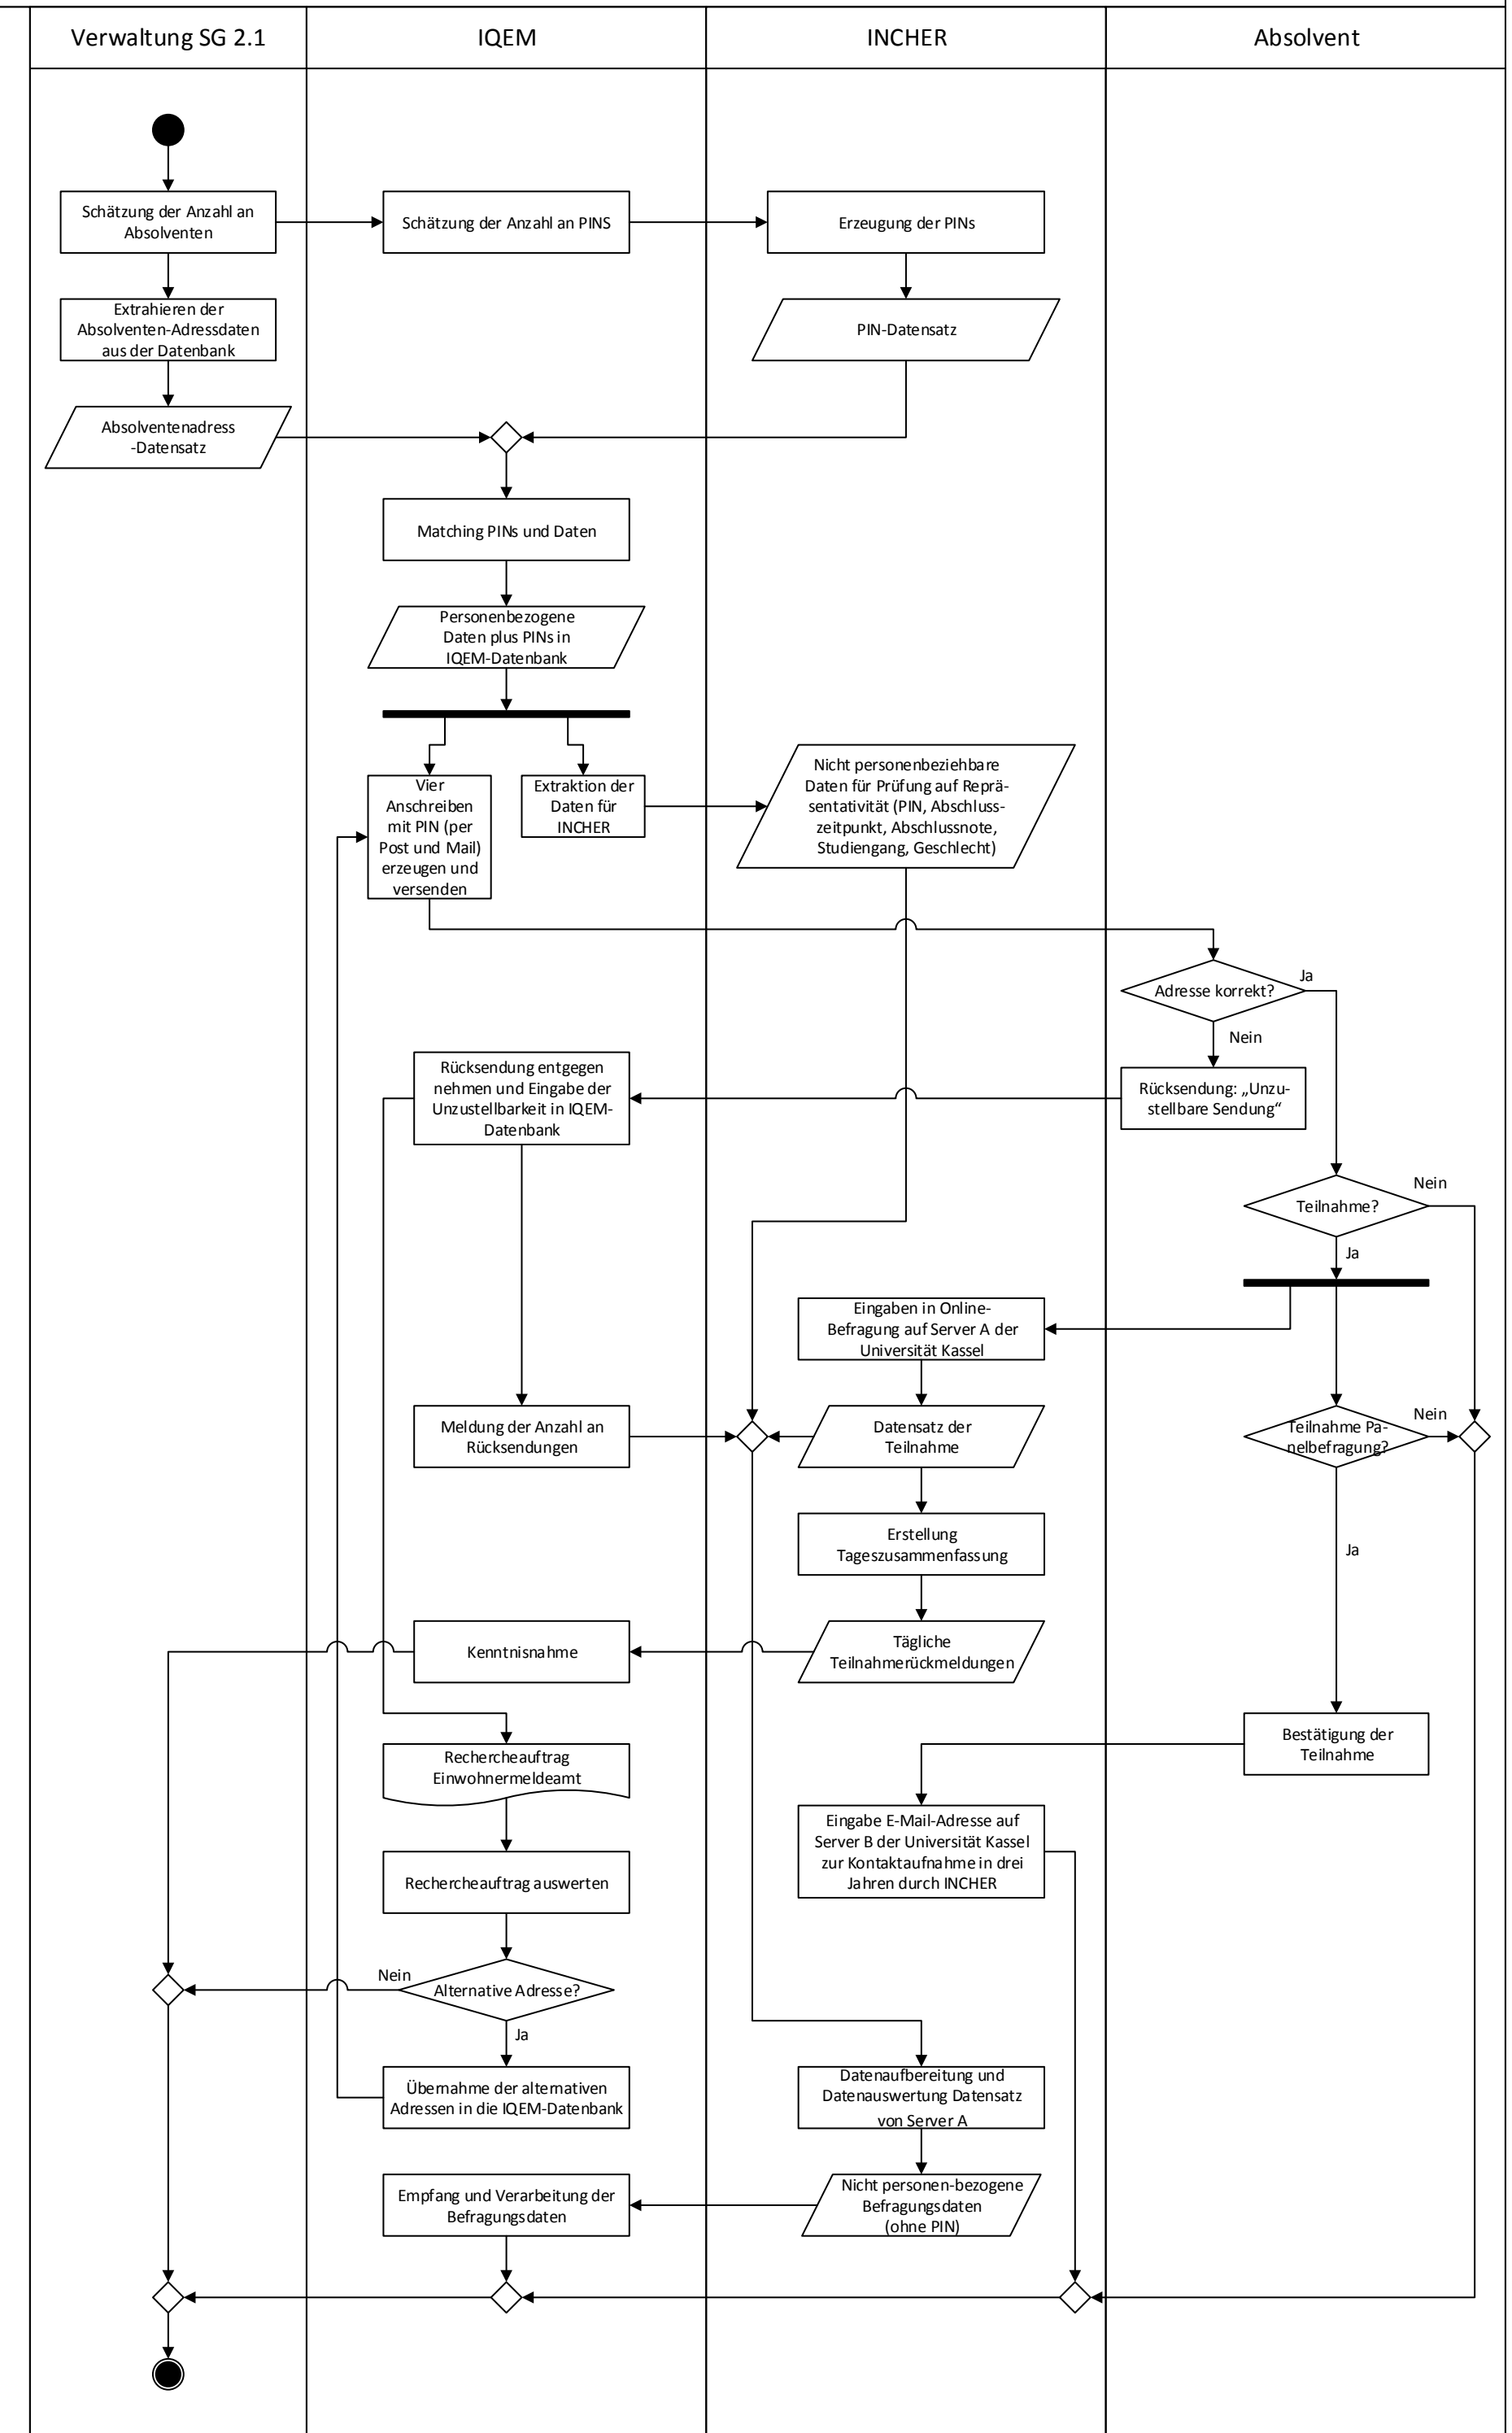 Verwaltung SG 2.1
IQEM
INCHER
Absolvent
Schätzung der Anzahl an
Absolventen
Schätzung der Anzahl an PINS
Erzeugung der PINs
Extrahieren der
Absolventen-Adressdaten
aus der Datenbank
PIN-Datensatz
Absolventenadress
-Datensatz
Matching PINs und Daten
Personenbezogene
Daten plus PINs in
IQEM-Datenbank
Vier
Anschreiben
mit PIN (per
Post und Mail)
erzeugen und
versenden
Extraktion der
Daten für
INCHER
Nicht personenbeziehbare
Daten für Prüfung auf Reprä-
sentativität (PIN, Abschluss-
zeitpunkt, Abschlussnote,
Studiengang, Geschlecht)
Adresse korrekt?
Ja
Nein
Rücksendung entgegen
nehmen und Eingabe der
Unzustellbarkeit in IQEM-
Datenbank
Rücksendung: „Unzu-
stellbare Sendung“
Teilnahme?
Nein
Ja
Eingaben in Online-
Befragung auf Server A der
Universität Kassel
Meldung der Anzahl an
Rücksendungen
Datensatz der
Teilnahme
Teilnahme Pa-
nelbefragung?
Nein
Ja
Erstellung
Tageszusammenfassung
Kenntnisnahme
Tägliche
Teilnahmerückmeldungen
Bestätigung der
Teilnahme
Rechercheauftrag
Einwohnermeldeamt
Eingabe E-Mail-Adresse auf
Server B der Universität Kassel
zur Kontaktaufnahme in drei
Jahren durch INCHER
Rechercheauftrag auswerten
Nein
Alternative Adresse?
Ja
Übernahme der alternativen
Adressen in die IQEM-Datenbank
Datenaufbereitung und
Datenauswertung Datensatz
von Server A
Empfang und Verarbeitung der
Befragungsdaten
Nicht personen-bezogene
Befragungsdaten
(ohne PIN)